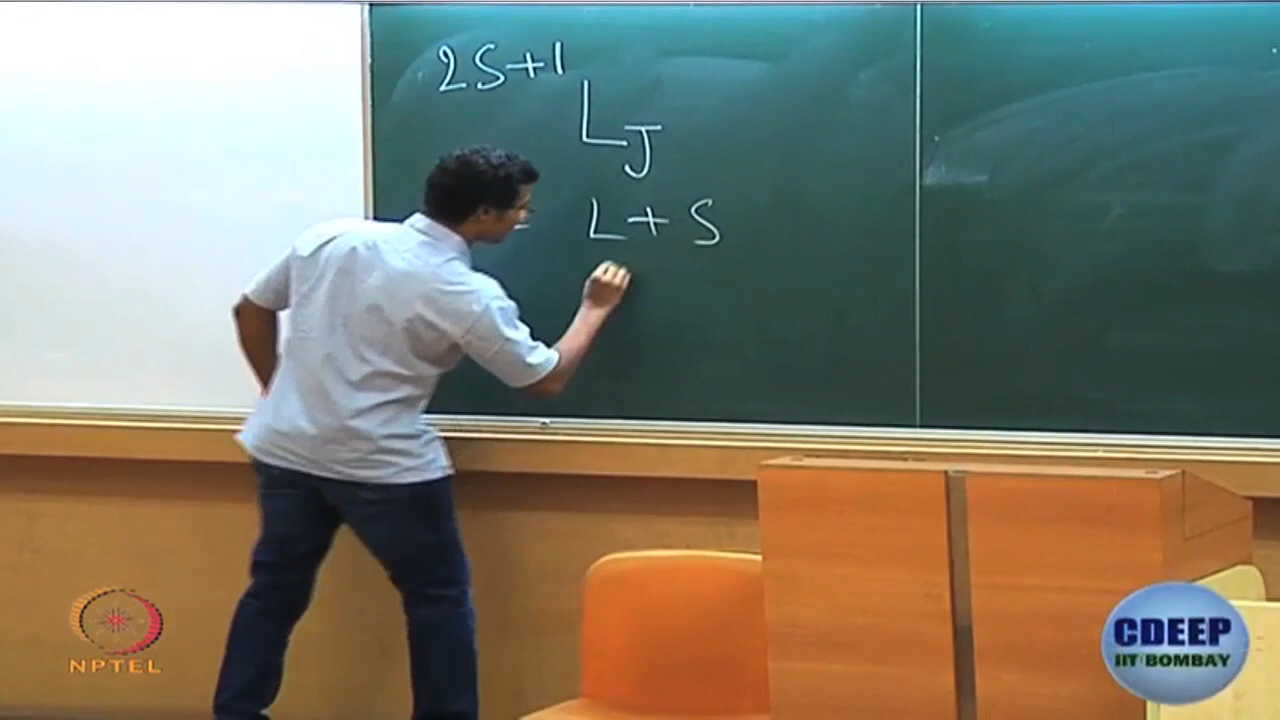 2S+1
L
J
L + S
NPTEL
CDEEP
IIT BOMBAY